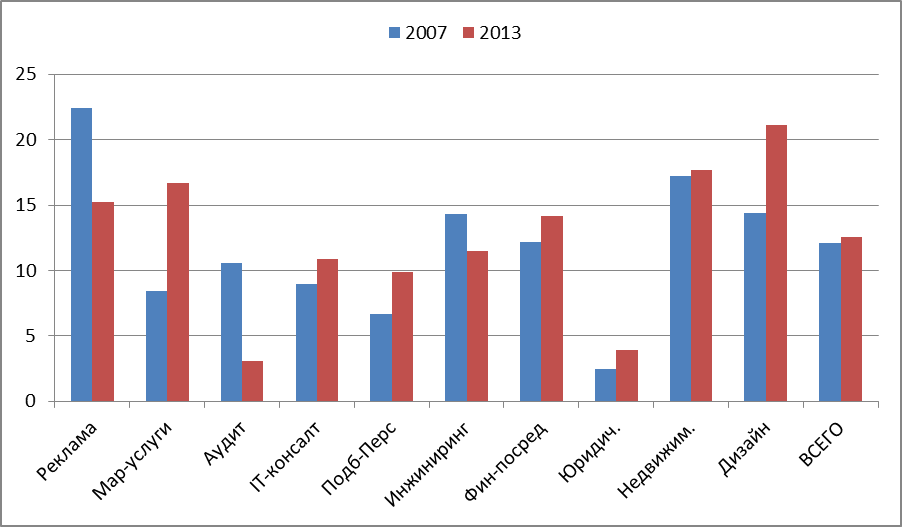 2007 2013
25
20
15
10
5
0
Реклама
Мар-услуги
Аудит
IT-консалт
Подб-Перс
Инжиниринг
Фин-посред
Юридич.
Недвижим.
Дизайн
ВСЕГО